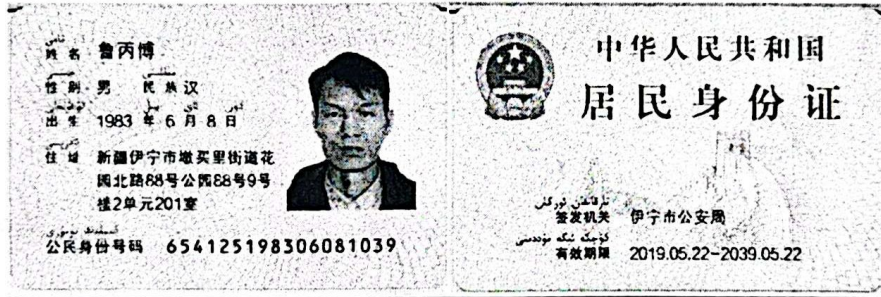 姓名 鲁丙博
性别 男 民族 汉
出生 1983 年 6 月 8 日
住址 新疆伊宁市墩买里街道花
园北路88号公园88号9号
楼2单元201室
公民身份号码 654125198306081039
中华人民共和国
居民身份证
签发机关 伊宁市公安局
有效期限 2019.05.22-2039.05.22